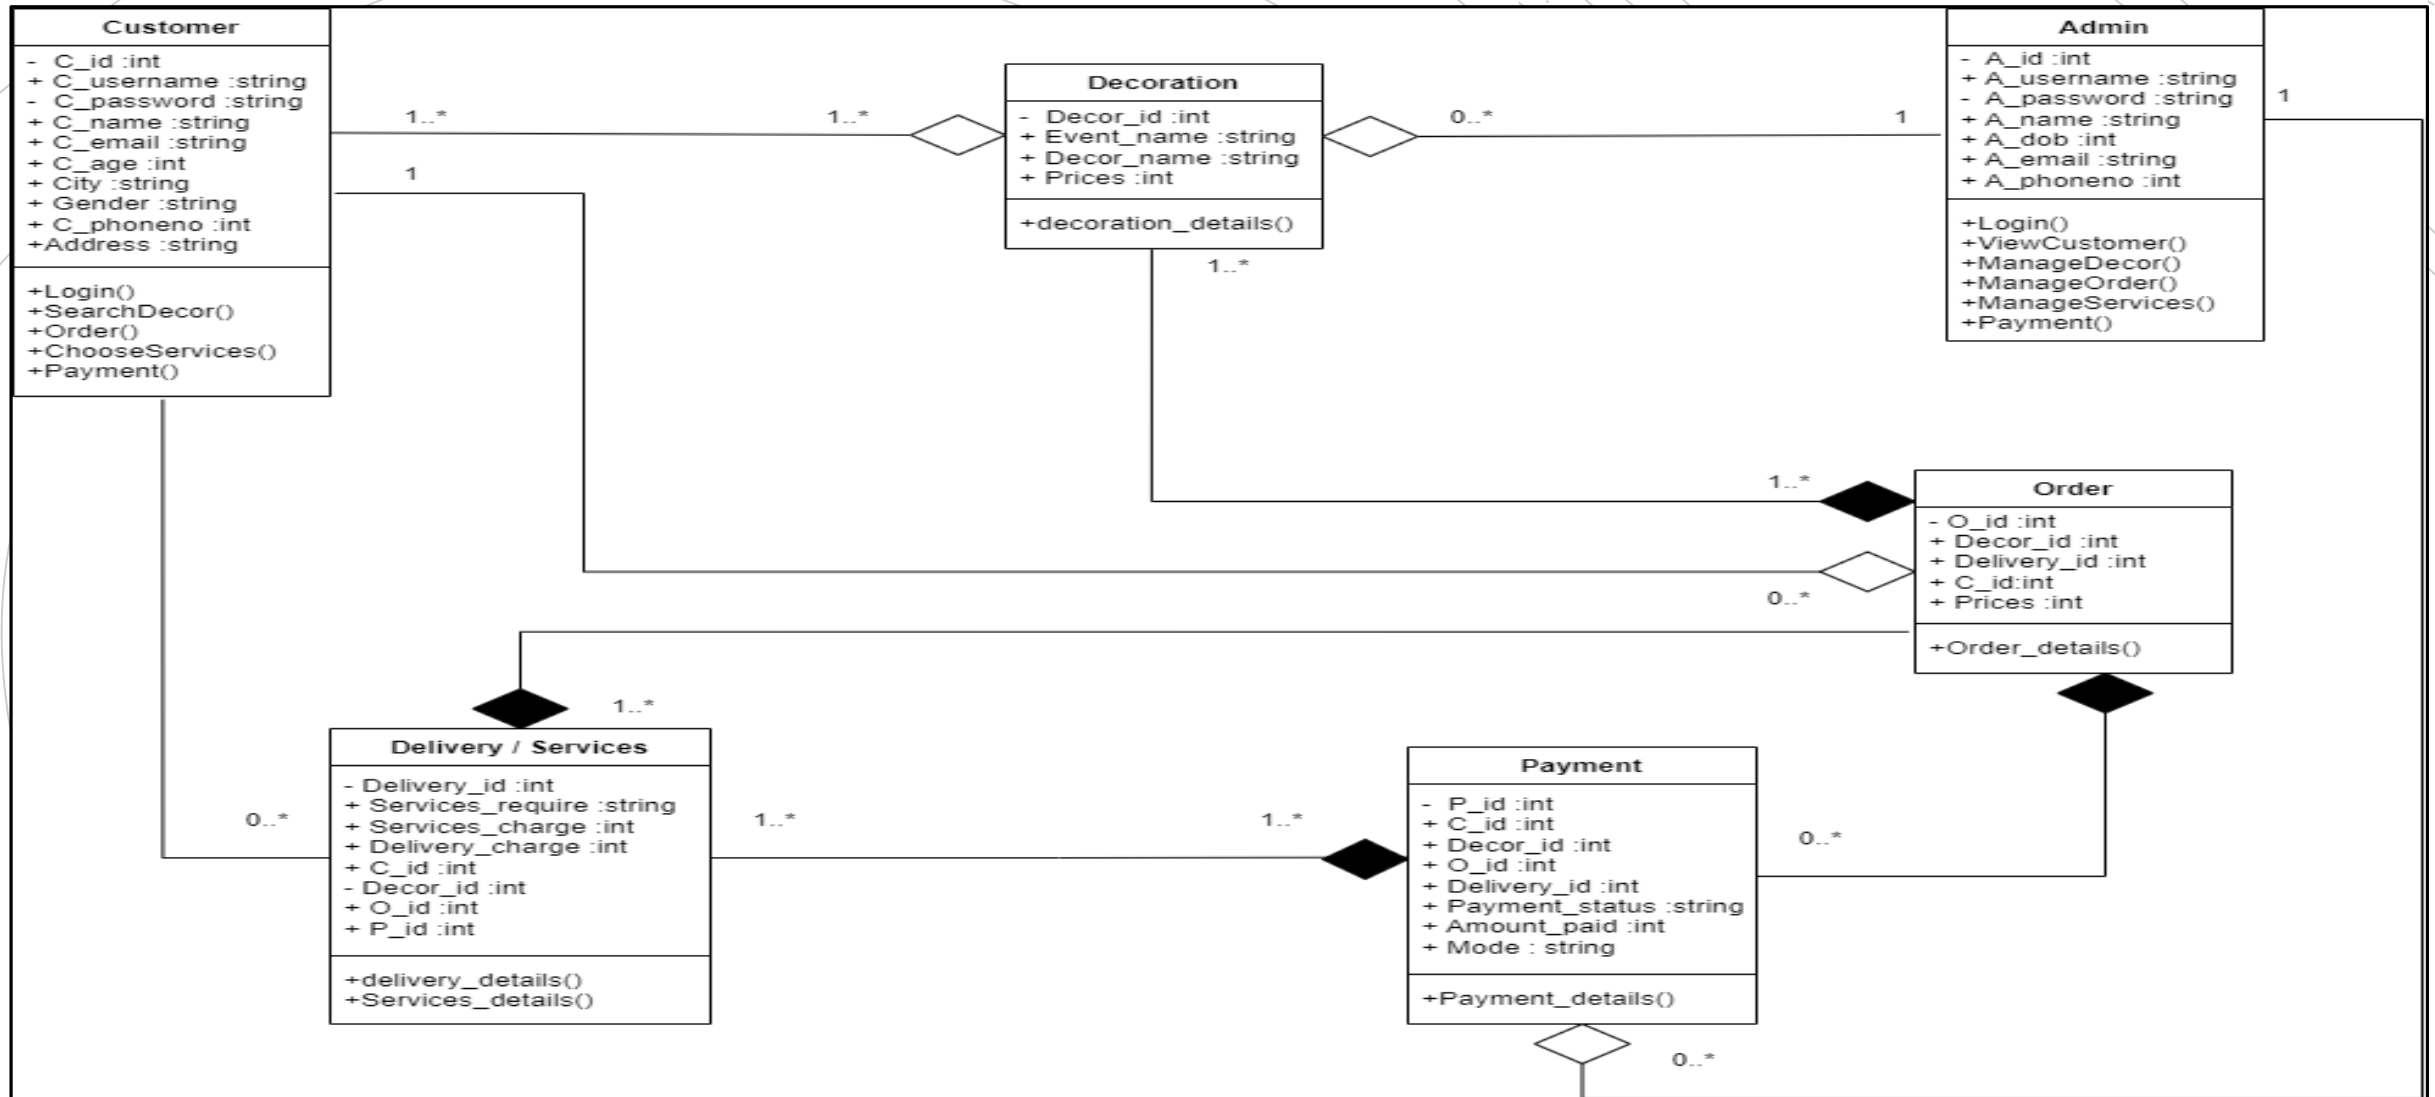 Customer
- C_id :int
+ C_username :string
- C_password :string
+ C_name :string
+ C_email :string
+ C_age :int
+ City :string
+ Gender :string
+ C_phoneno :int
+Address :string
+Login()
+SearchDecor()
+Order()
+ChooseServices()
+Payment()
1..*
1..*
1
Decoration
- Decor_id :int
+ Event_name :string
+ Decor_name :string
+ Prices :int
+decoration_details()
1..*
0..*
1
Admin
- A_id :int
+ A_username :string
- A_password :string
+ A_name :string
+ A_dob :int
+ A_email :string
+ A_phoneno :int
+Login()
+ViewCustomer()
+ManageDecor()
+ManageOrder()
+ManageServices()
+Payment()
1
1..*
0..*
Order
- O_id :int
+ Decor_id :int
+ Delivery_id :int
+ C_id:int
+ Prices :int
+Order_details()
1..*
0..*
Delivery / Services
- Delivery_id :int
+ Services_require :string
+ Services_charge :int
+ Delivery_charge :int
+ C_id :int
- Decor_id :int
+ O_id :int
+ P_id :int
+delivery_details()
+Services_details()
1..*
1..*
Payment
- P_id :int
+ C_id :int
+ Decor_id :int
+ O_id :int
+ Delivery_id :int
+ Payment_status :string
+ Amount_paid :int
+ Mode : string
+Payment_details()
0..*
0..*